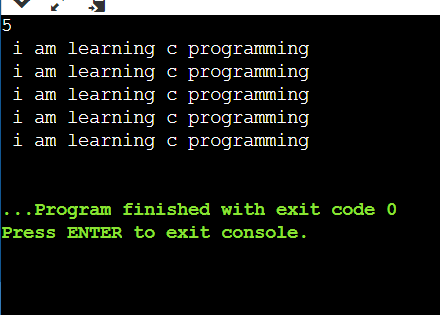 5
 i am learning c programming
 i am learning c programming
 i am learning c programming
 i am learning c programming
 i am learning c programming
...Program finished with exit code 0
Press ENTER to exit console.